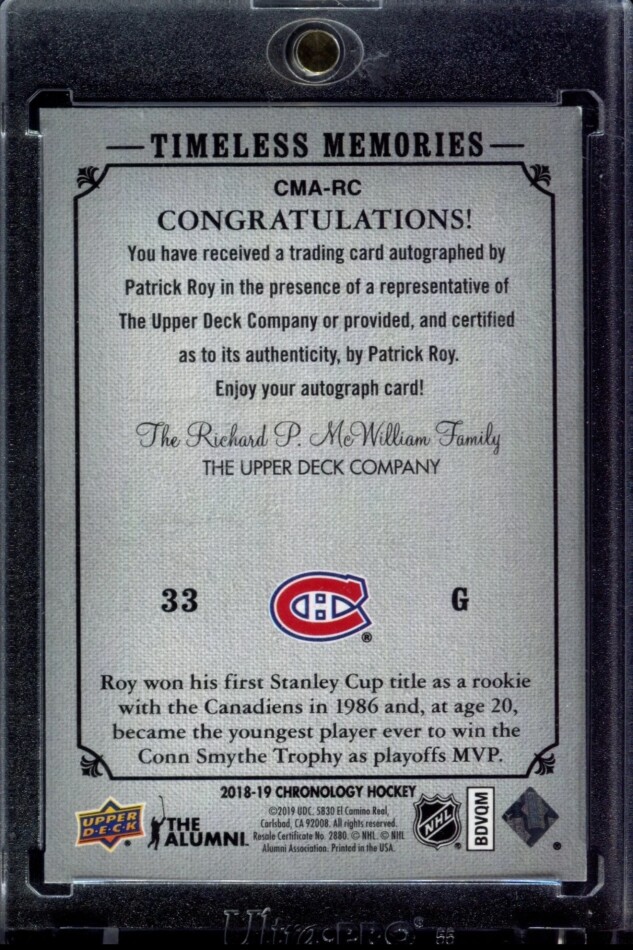 TIMELESS MEMORIES
CMA-RC
CONGRATULATIONS!
You have received a trading card autographed by
Patrick Roy in the presence of a representative of
The Upper Deck Company or provided, and certified
as to its authenticity, by Patrick Roy.
Enjoy your autograph card!
The Richard P. McWilliam Family
THE UPPER DECK COMPANY
33
G
®
Roy won his first Stanley Cup title as a rookie
with the Canadiens in 1986 and, at age 20,
became the youngest player ever to win the
Conn Smythe Trophy as playoffs MVP.
2018-19 CHRONOLOGY HOCKEY
©2019 UDC. 5830 El Camino Real,
Carlsbad, CA 92008. All rights reserved.
Resale Certificate No. 2880. © NHL. © NHL
Alumni Association. Printed in the USA.
UPPER
D·E·C·K
THE
ALUMNI
NHL
BDVQM
Ultra PRO®